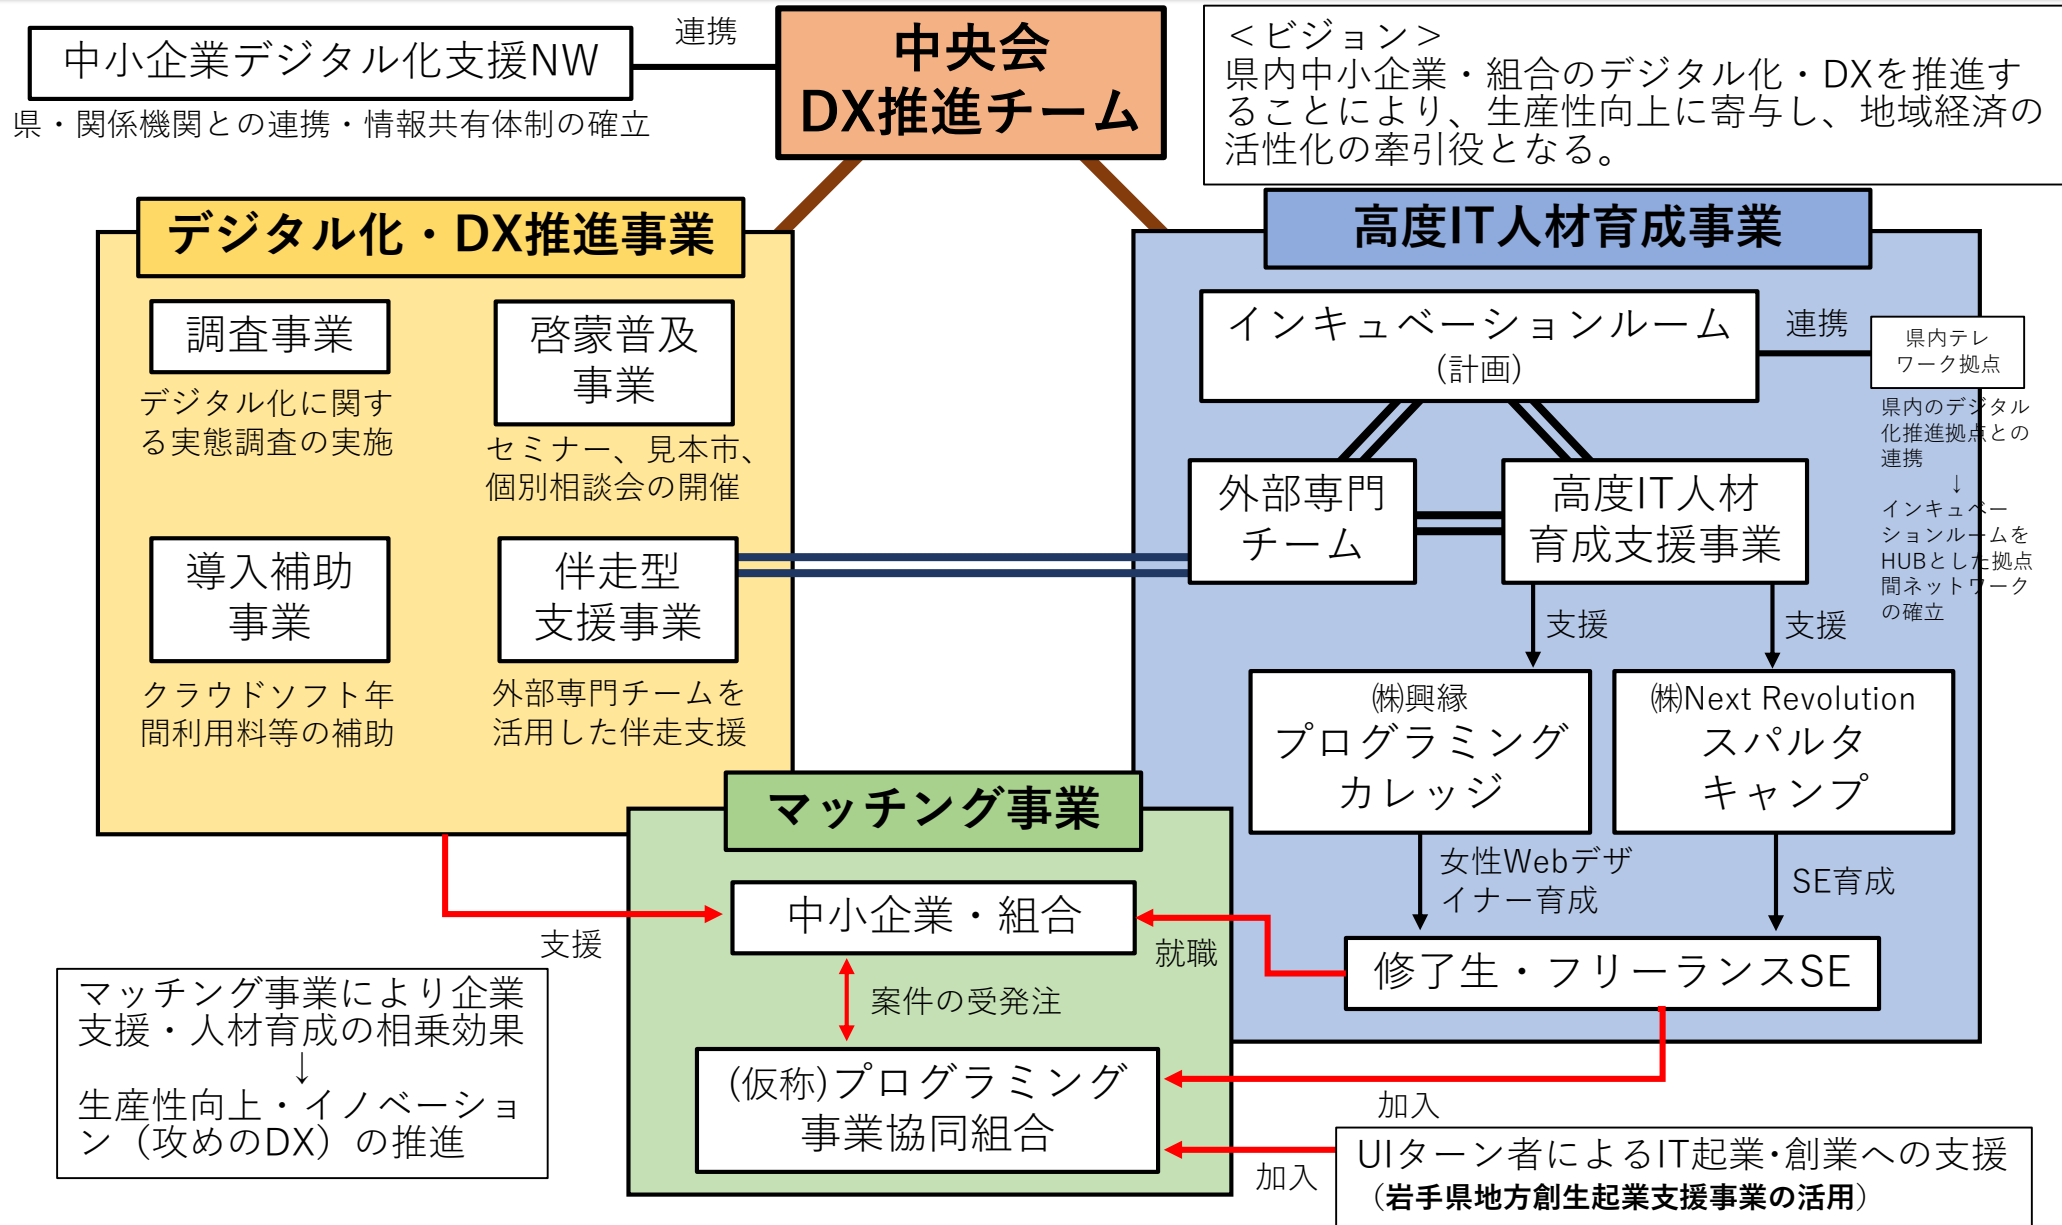 中小企業デジタル化支援NW
連携
県・関係機関との連携・情報共有体制の確立
中央会
DX推進チーム
<ビジョン>
県内中小企業・組合のデジタル化・DXを推進す
ることにより、生産性向上に寄与し、地域経済の
活性化の牽引役となる。
デジタル化・DX推進事業
調査事業
デジタル化に関す
る実態調査の実施
啓蒙普及
事業
セミナー、見本市、
個別相談会の開催
導入補助
事業
クラウドソフト年
間利用料等の補助
伴走型
支援事業
外部専門チームを
活用した伴走支援
高度IT人材育成事業
インキュベーションルーム
(計画)
連携
県内テレ
ワーク拠点
県内のデジタル
化推進拠点との
連携
↓
インキュベー
ションルームを
HUBとした拠点
間ネットワーク
の確立
外部専門
チーム
高度IT人材
育成支援事業
支援
支援
㈱興縁
プログラミング
カレッジ
㈱Next Revolution
スパルタ
キャンプ
女性Webデザ
イナー育成
SE育成
修了生・フリーランスSE
マッチング事業
中小企業・組合
支援
就職
案件の受発注
(仮称)プログラミング
事業協同組合
加入
加入
マッチング事業により企業
支援・人材育成の相乗効果
↓
生産性向上・イノベーショ
ン（攻めのDX）の推進
UIターン者によるIT起業･創業への支援
（岩手県地方創生起業支援事業の活用）